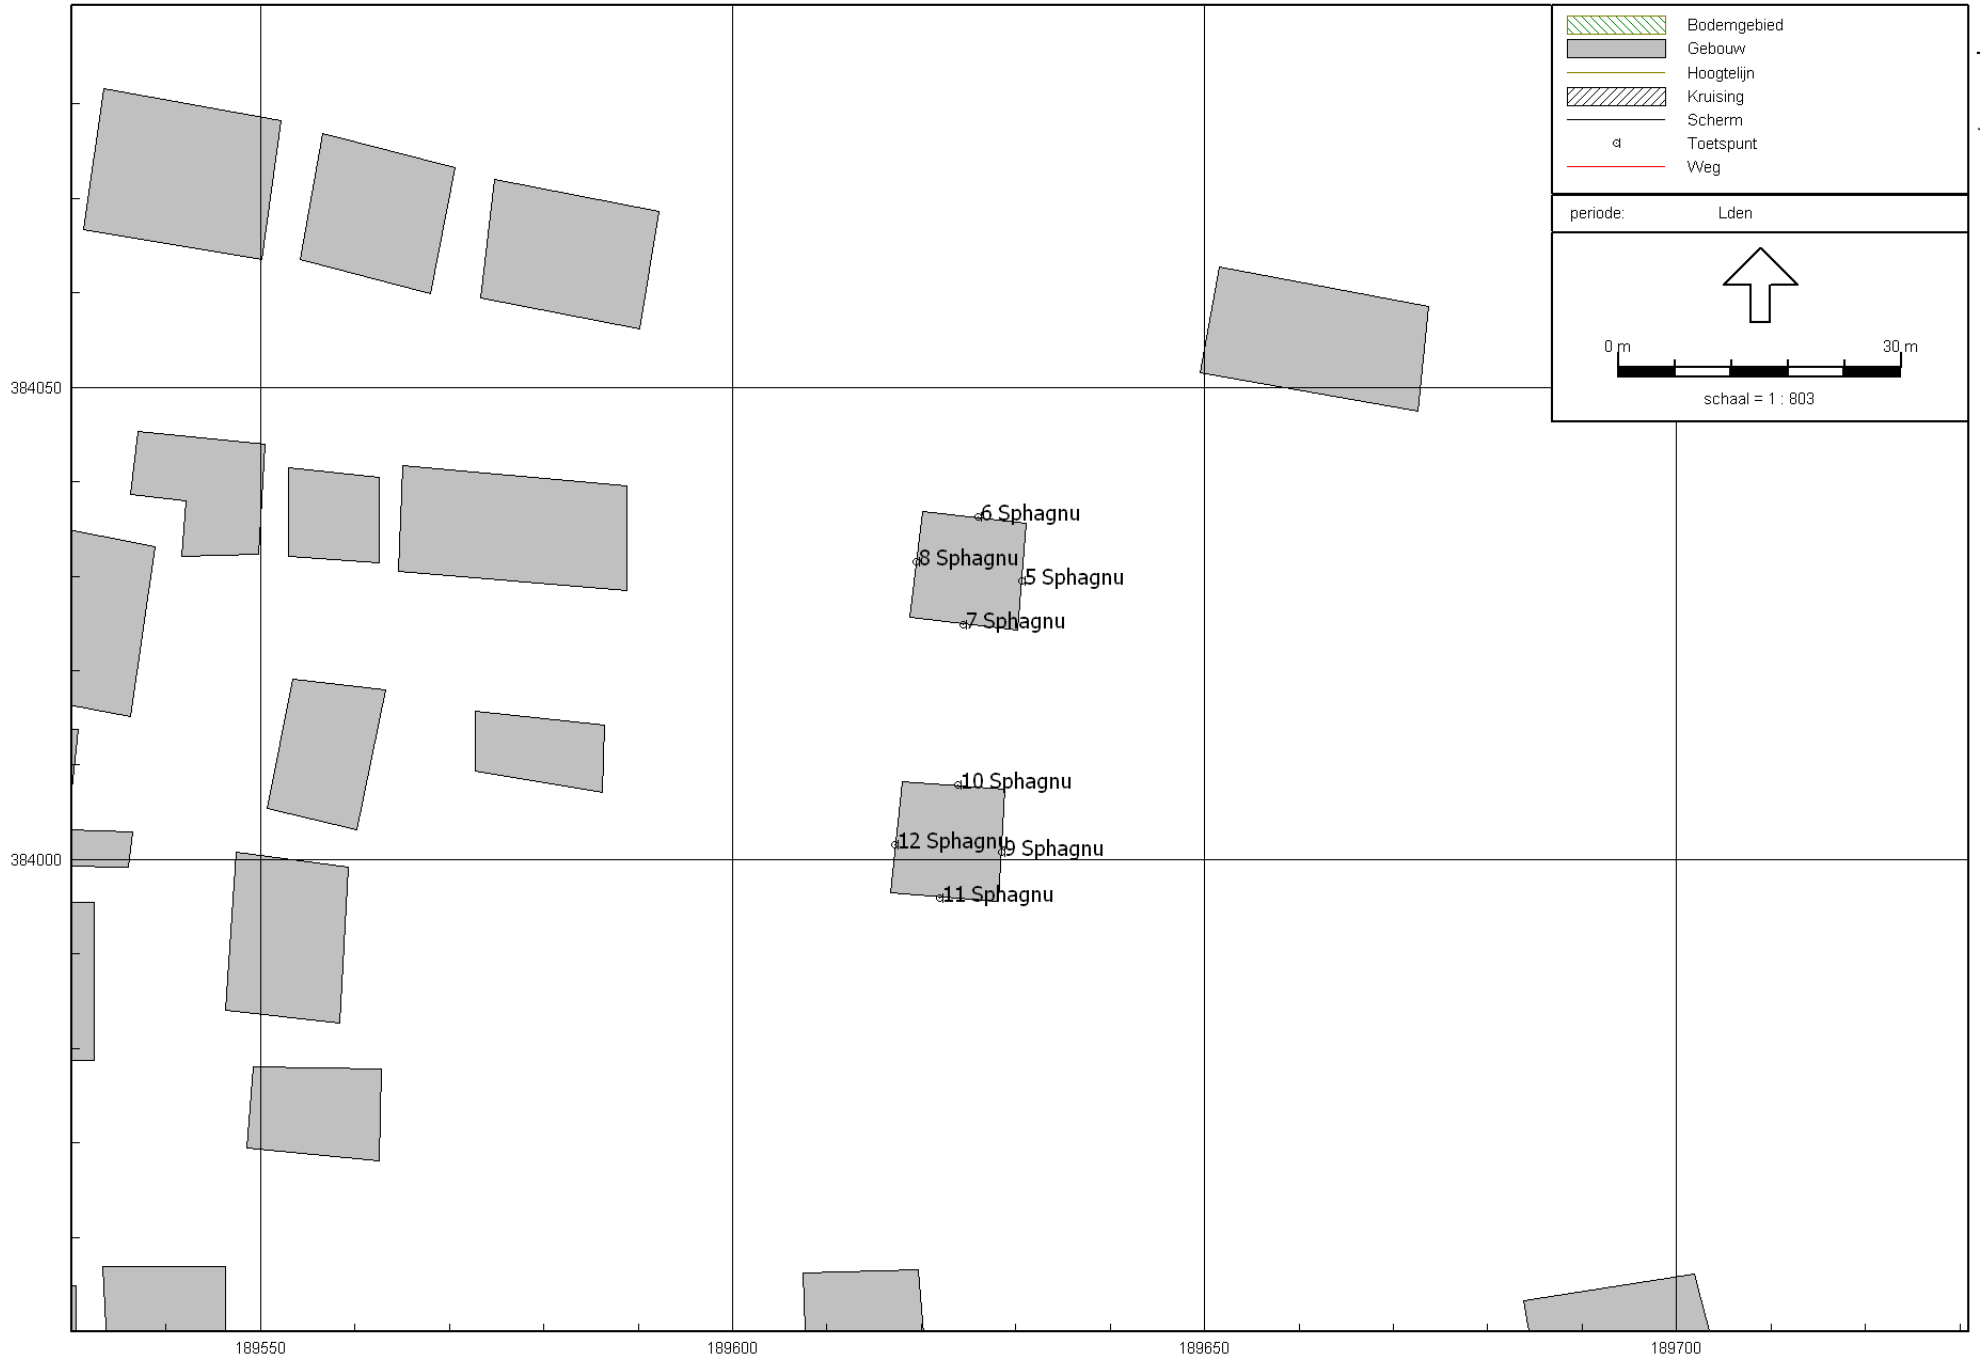 Bodemgebied
Gebouw
Hoogtelijn
Kruising
Scherm
Toetspunt
Weg
periode: Lden
0 m 30 m
schaal = 1 : 803
384050
6 Sphagnu
8 Sphagnu
5 Sphagnu
7 Sphagnu
10 Sphagnu
12 Sphagnu
9 Sphagnu
384000
11 Sphagnu
189550 189600 189650 189700